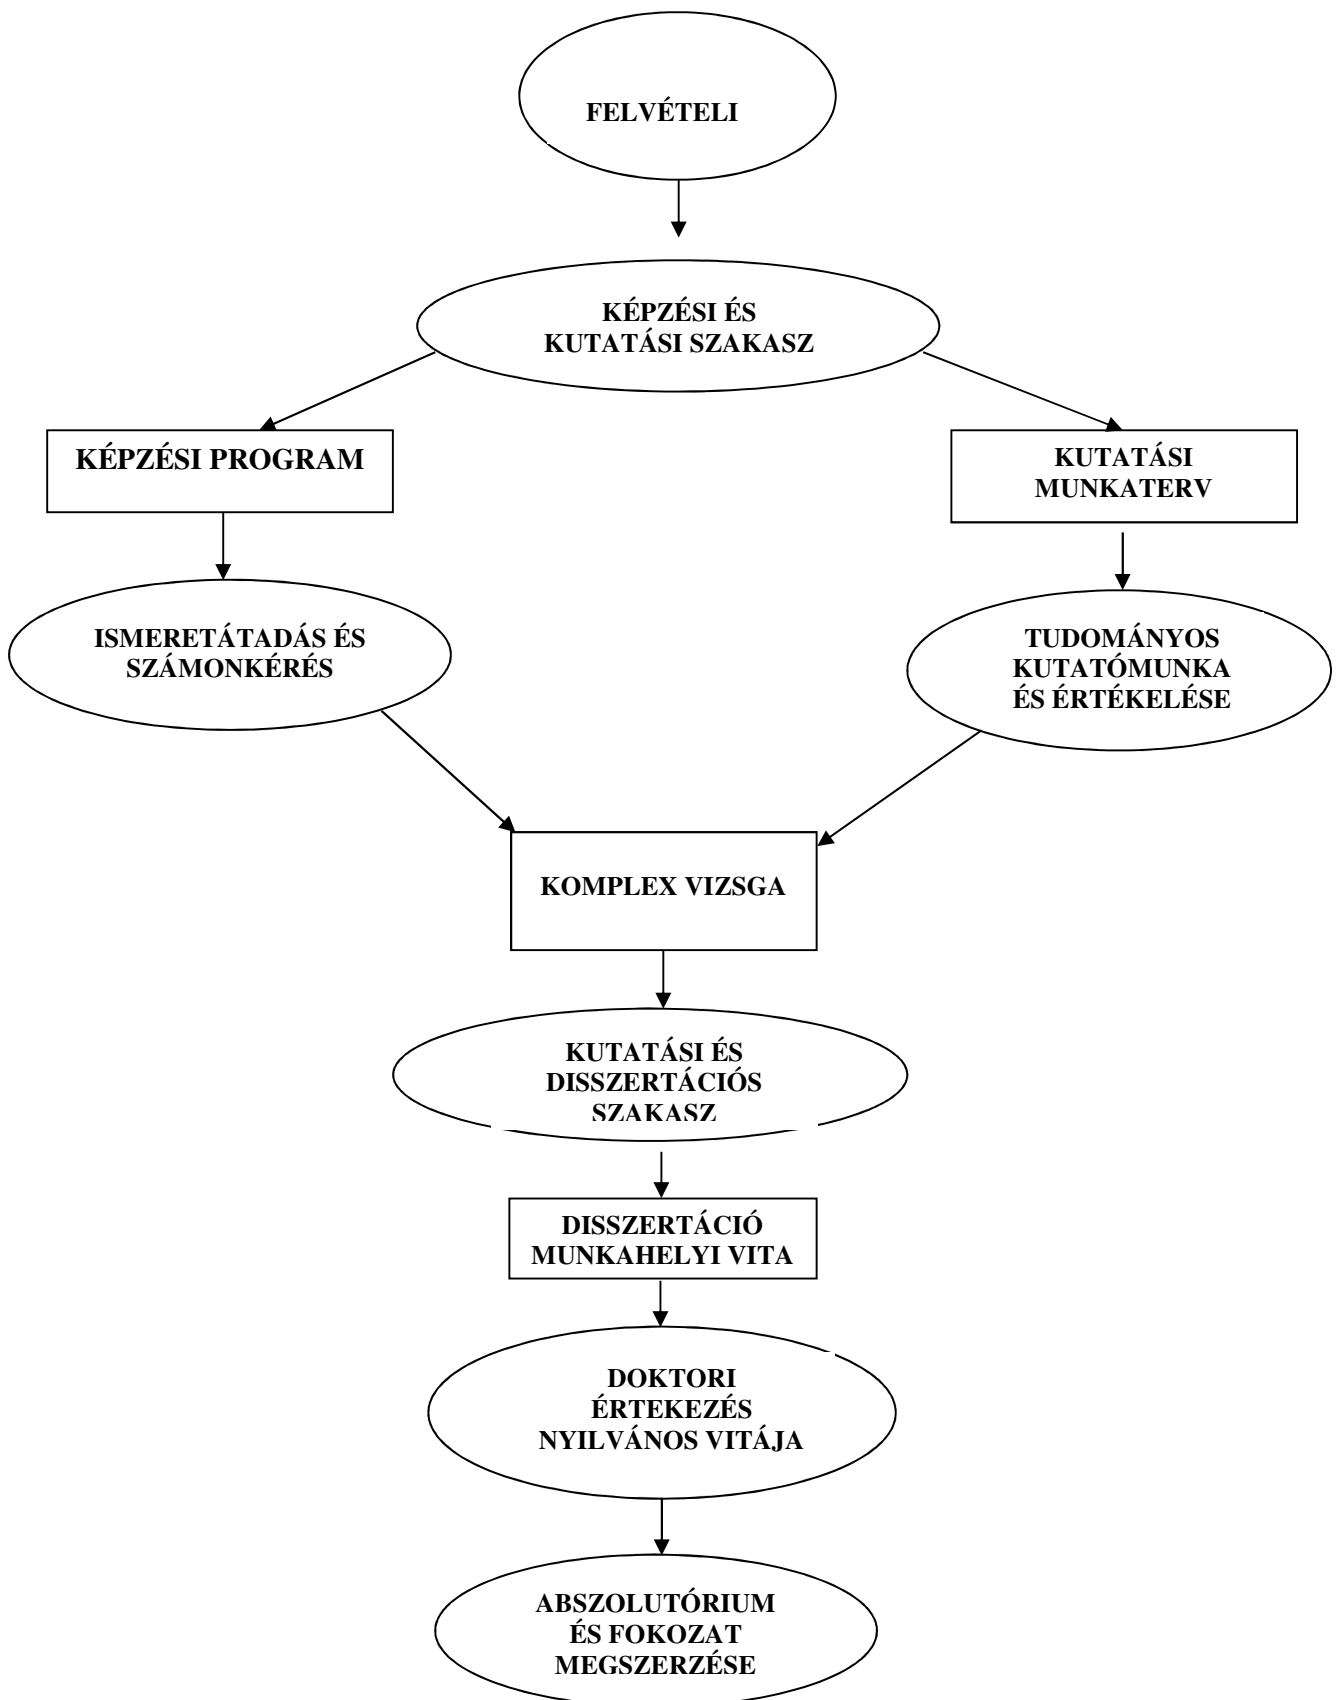 FELVÉTELI
KÉPZÉSI ÉS
KUTATÁSI SZAKASZ
KÉPZÉSI PROGRAM
KUTATÁSI
MUNKATERV
ISMERETÁTADÁS ÉS
SZÁMONKÉRÉS
TUDOMÁNYOS
KUTATÓMUNKA
ÉS ÉRTÉKELÉSE
KOMPLEX VIZSGA
KUTATÁSI ÉS
DISSZERTÁCIÓS
SZAKASZ
DISSZERTÁCIÓ
MUNKAHELYI VITA
DOKTORI
ÉRTEKEZÉS
NYILVÁNOS VITÁJA
ABSZOLUTÓRIUM
ÉS FOKOZAT
MEGSZERZÉSE